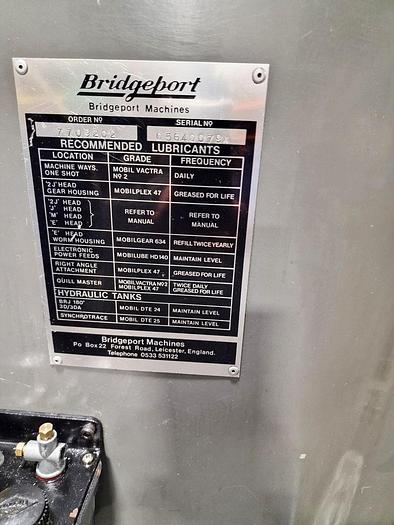 Bridgeport
Bridgeport Machines
ORDER Nº SERIAL Nº
RECOMMENDED LUBRICANTS
LOCATION GRADE FREQUENCY
MACHINE WAYS. ONE SHOT MOBIL VACTRA Nº 2 DAILY
'2J' HEAD GEAR HOUSING MOBILPLEX 47 GREASED FOR LIFE
'2J' HEAD
'J' HEAD
'M' HEAD
'E' HEAD
REFER TO MANUAL REFER TO MANUAL
'E' HEAD WORM HOUSING MOBILGEAR 634 REFILL TWICE YEARLY
ELECTRONIC POWER FEEDS MOBILUBE HD140 MAINTAIN LEVEL
RIGHT ANGLE ATTACHMENT MOBILPLEX 47 GREASED FOR LIFE
QUILL MASTER MOBILVACTRA Nº2 MOBILPLEX 47 TWICE DAILY GREASED FOR LIFE
HYDRAULIC TANKS
BRJ 180° 3D/3DA MOBIL DTE 24 MAINTAIN LEVEL
SYNCHROTRACE MOBIL DTE 25 MAINTAIN LEVEL
Bridgeport Machines
Po Box 22 Forest Road, Leicester, England.
Telephone 0533 531122